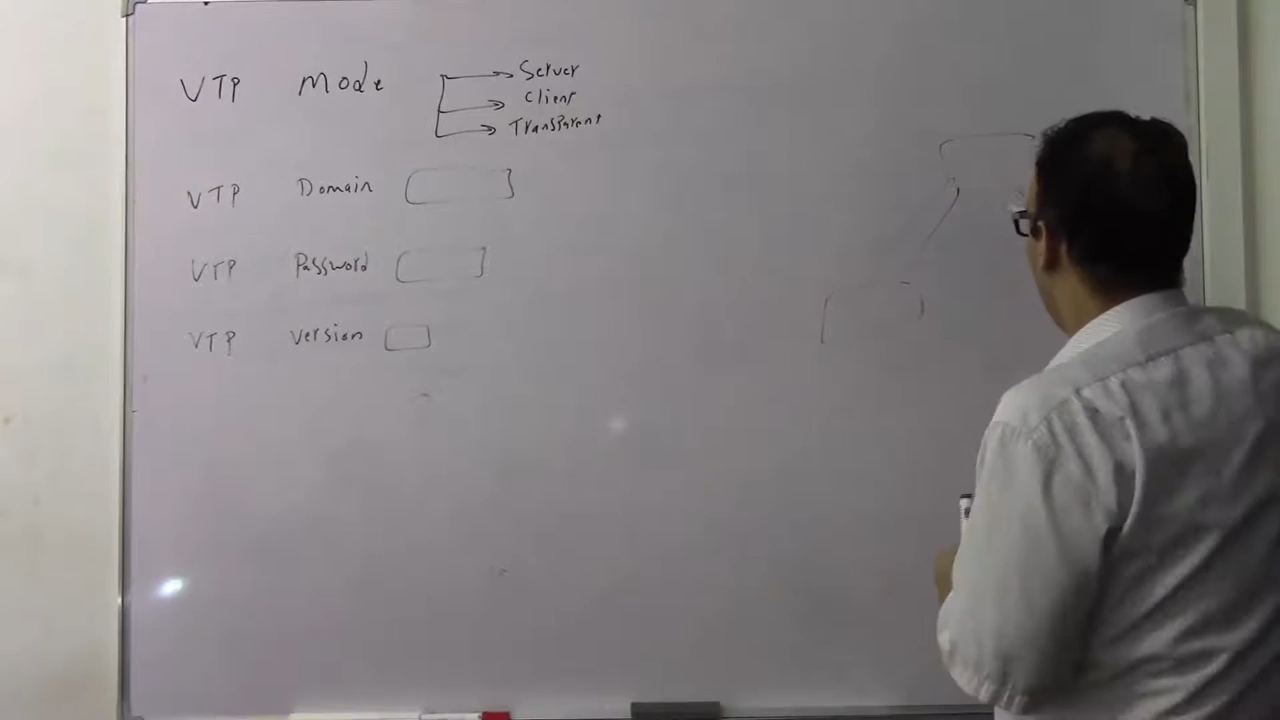 VTP Mode
Server
Client
Transparent
VTP Domain
VTP Password
VTP Version